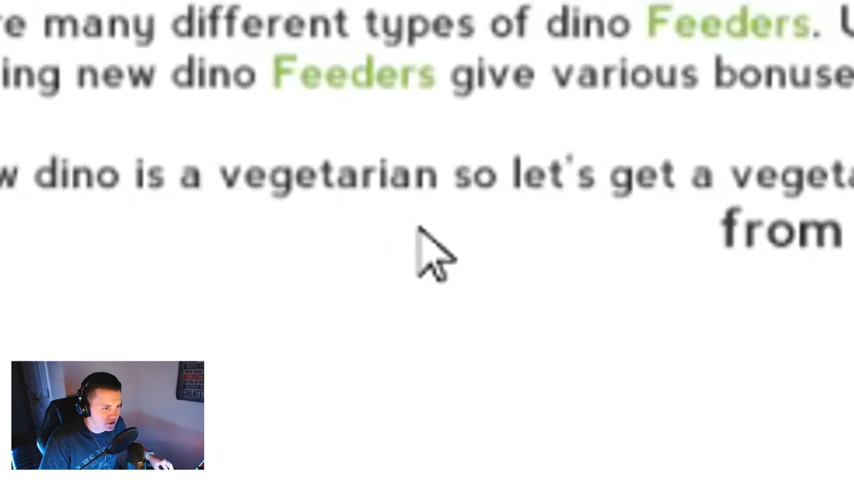 e many different types of dino Feeders. U
ing new dino Feeders give various bonuse
w dino is a vegetarian so let's get a vegeta
from
CREATE